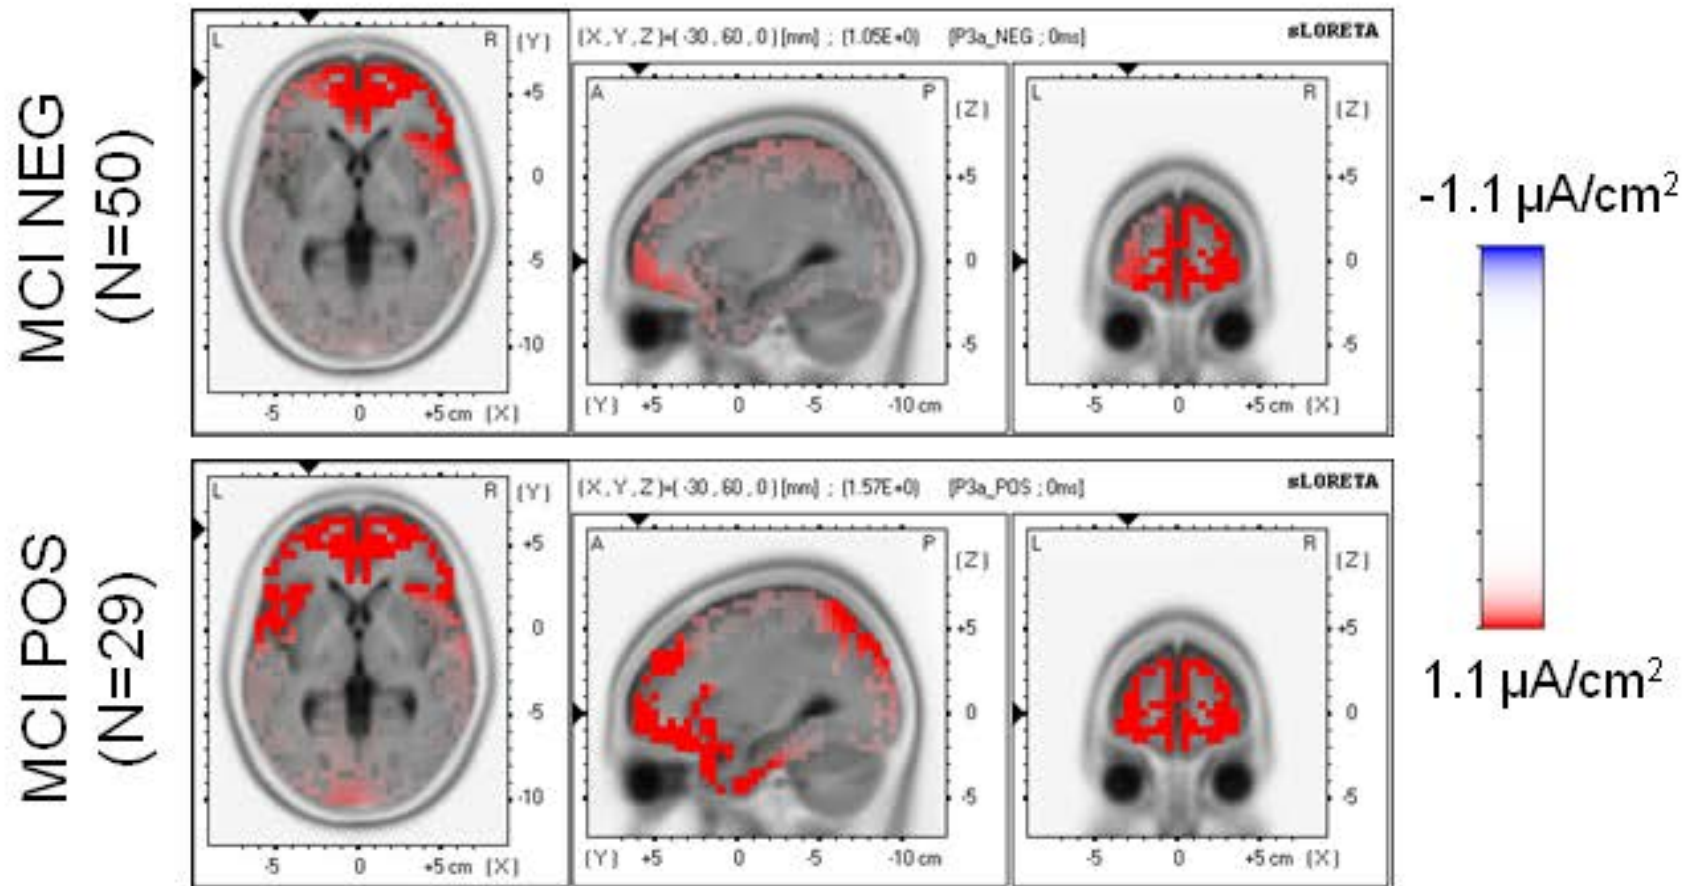 MCI NEG
(N=50)
L R [Y]
+5
0
-5
-10
-5 0 +5 cm [X]
[X, Y, Z]=[ -30 , 60 , 0 ] [mm] ; (1.05E+0) [P3a_NEG ; 0ms] sLORETA
A P [Z]
+5
0
-5
[Y] +5 0 -5 -10 cm
L R [Z]
+5
0
-5
-5 0 +5 cm [X]
MCI POS
(N=29)
L R [Y]
+5
0
-5
-10
-5 0 +5 cm [X]
[X, Y, Z]=[ -30 , 60 , 0 ] [mm] ; (1.57E+0) [P3a_POS ; 0ms] sLORETA
A P [Z]
+5
0
-5
[Y] +5 0 -5 -10 cm
L R [Z]
+5
0
-5
-5 0 +5 cm [X]
-1.1 µA/cm²
1.1 µA/cm²